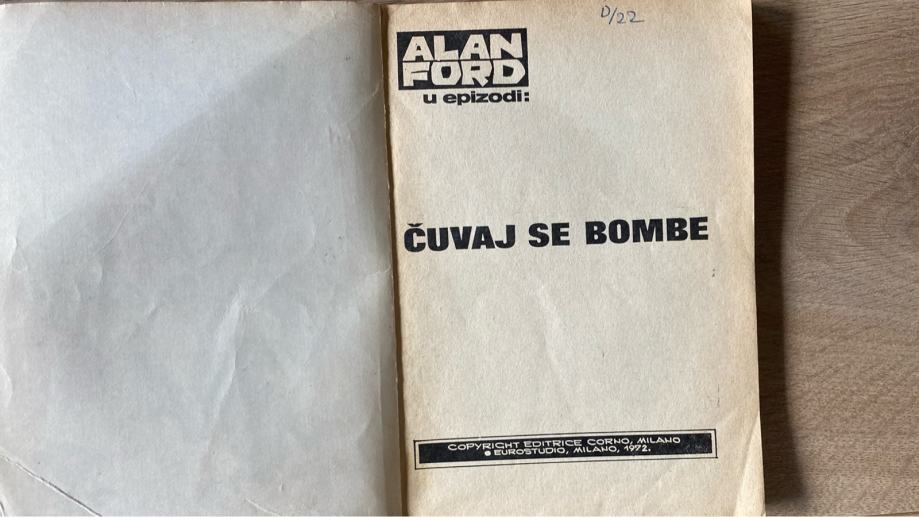 D/22
ALAN
FORD
u epizodi:
ČUVAJ SE BOMBE
COPYRIGHT EDITRICE CORNO, MILANO
● EUROSTUDIO, MILANO, 1972.